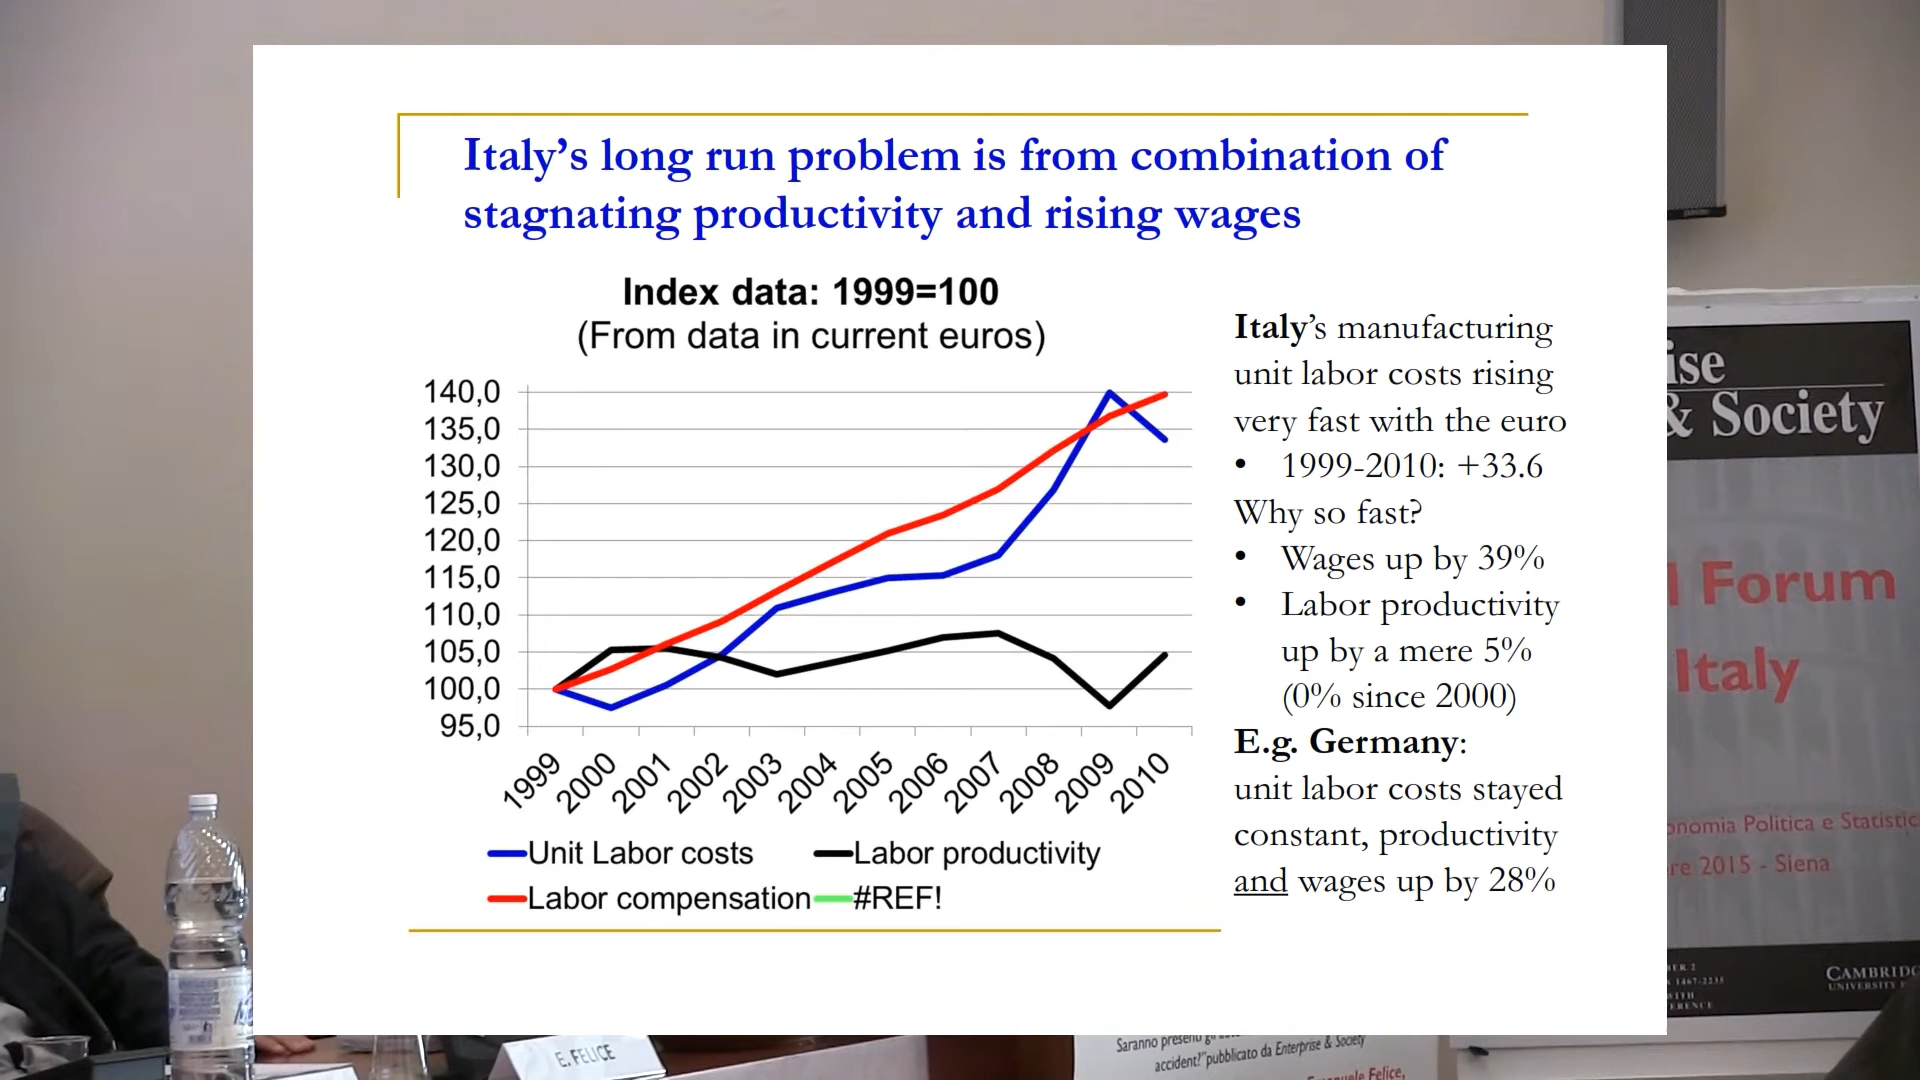 Italy’s long run problem is from combination of
stagnating productivity and rising wages
Index data: 1999=100
(From data in current euros)
140,0
135,0
130,0
125,0
120,0
115,0
110,0
105,0
100,0
95,0
1999
2000
2001
2002
2003
2004
2005
2006
2007
2008
2009
2010
Unit Labor costs
Labor productivity
Labor compensation
#REF!
Italy’s manufacturing
unit labor costs rising
very fast with the euro
• 1999-2010: +33.6
Why so fast?
• Wages up by 39%
• Labor productivity
up by a mere 5%
(0% since 2000)
E.g. Germany:
unit labor costs stayed
constant, productivity
and wages up by 28%
& Society
Forum
Italy
Politica e Statistic
2015 - Siena
CAMBRIDG
UNIVERSITY
E. FELICE
Saranno
accident?" pubblicato da Enterprise & Society
Felice,